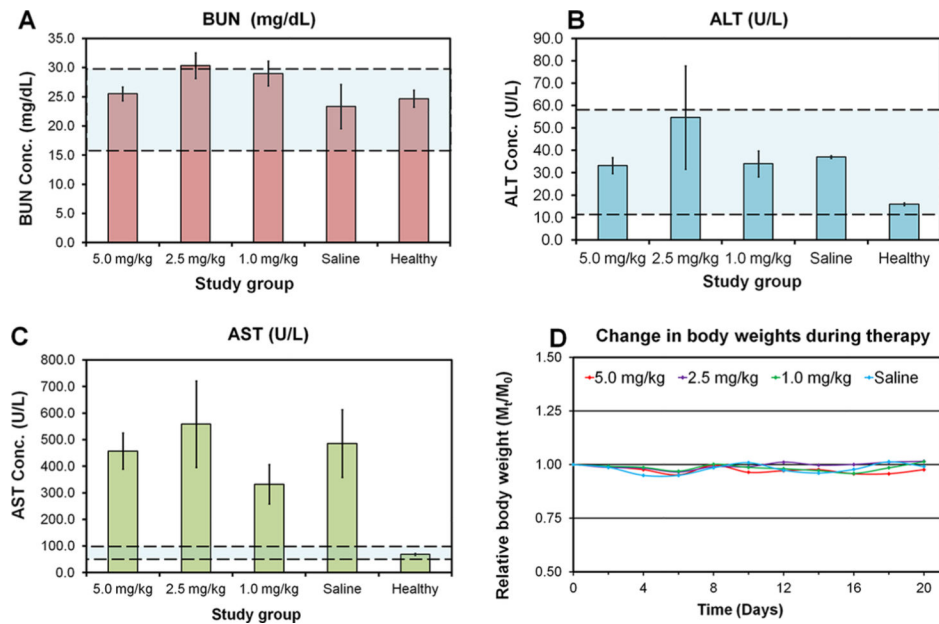 A
BUN (mg/dL)
BUN Conc. (mg/dL)
35.0
30.0
25.0
20.0
15.0
10.0
5.0
0.0
5.0 mg/kg 2.5 mg/kg 1.0 mg/kg Saline Healthy
Study group
B
ALT (U/L)
ALT Conc. (U/L)
90.0
80.0
70.0
60.0
50.0
40.0
30.0
20.0
10.0
0.0
5.0 mg/kg 2.5 mg/kg 1.0 mg/kg Saline Healthy
Study group
C
AST (U/L)
AST Conc. (U/L)
800.0
700.0
600.0
500.0
400.0
300.0
200.0
100.0
0.0
5.0 mg/kg 2.5 mg/kg 1.0 mg/kg Saline Healthy
Study group
D
Change in body weights during therapy
Relative body weight (Mt/M0)
1.50
1.25
1.00
0.75
0.50
5.0 mg/kg 2.5 mg/kg 1.0 mg/kg Saline
0 4 8 12 16 20
Time (Days)